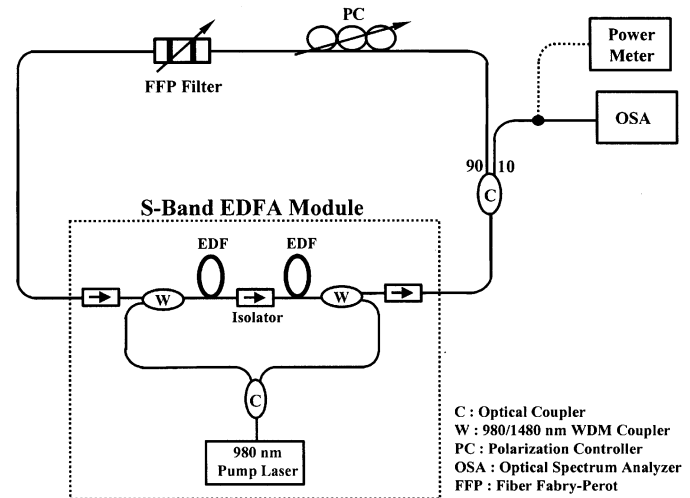 PC
Power
Meter
FFP Filter
OSA
90 10
C
S-Band EDFA Module
EDF EDF
W W
Isolator
C
980 nm
Pump Laser
C : Optical Coupler
W : 980/1480 nm WDM Coupler
PC : Polarization Controller
OSA : Optical Spectrum Analyzer
FFP : Fiber Fabry-Perot